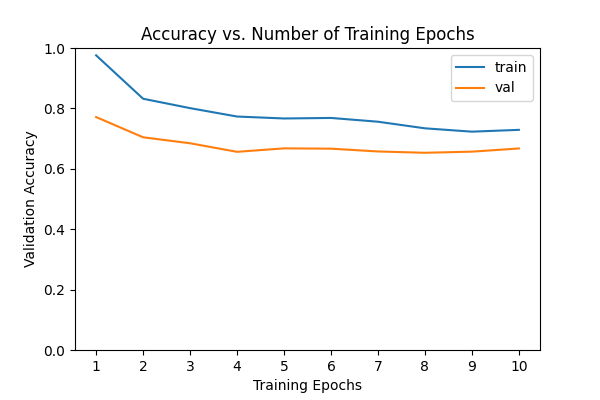 Accuracy vs. Number of Training Epochs
1.0
0.8
0.6
0.4
0.2
0.0
Validation Accuracy
train
val
1 2 3 4 5 6 7 8 9 10
Training Epochs